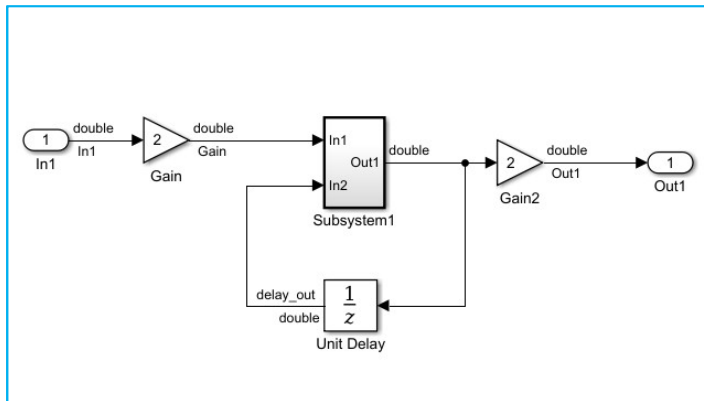 double
double
1
2
In1
In1
Gain
Gain
In1
In2
Out1
Subsystem1
double
2
Gain2
double
Out1
1
Out1
delay_out
double
1
z
Unit Delay